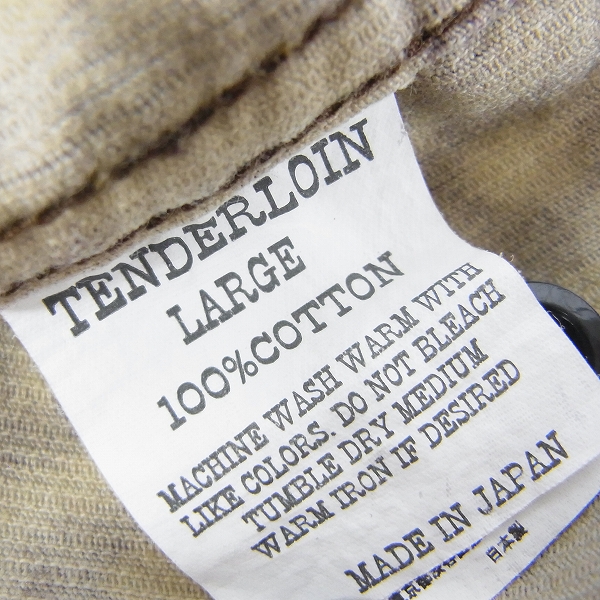 TENDERLOIN
LARGE
100%COTTON
MACHINE WASH WARM WITH
LIKE COLORS. DO NOT BLEACH
TUMBLE DRY MEDIUM
WARM IRON IF DESIRED
MADE IN JAPAN
日本製